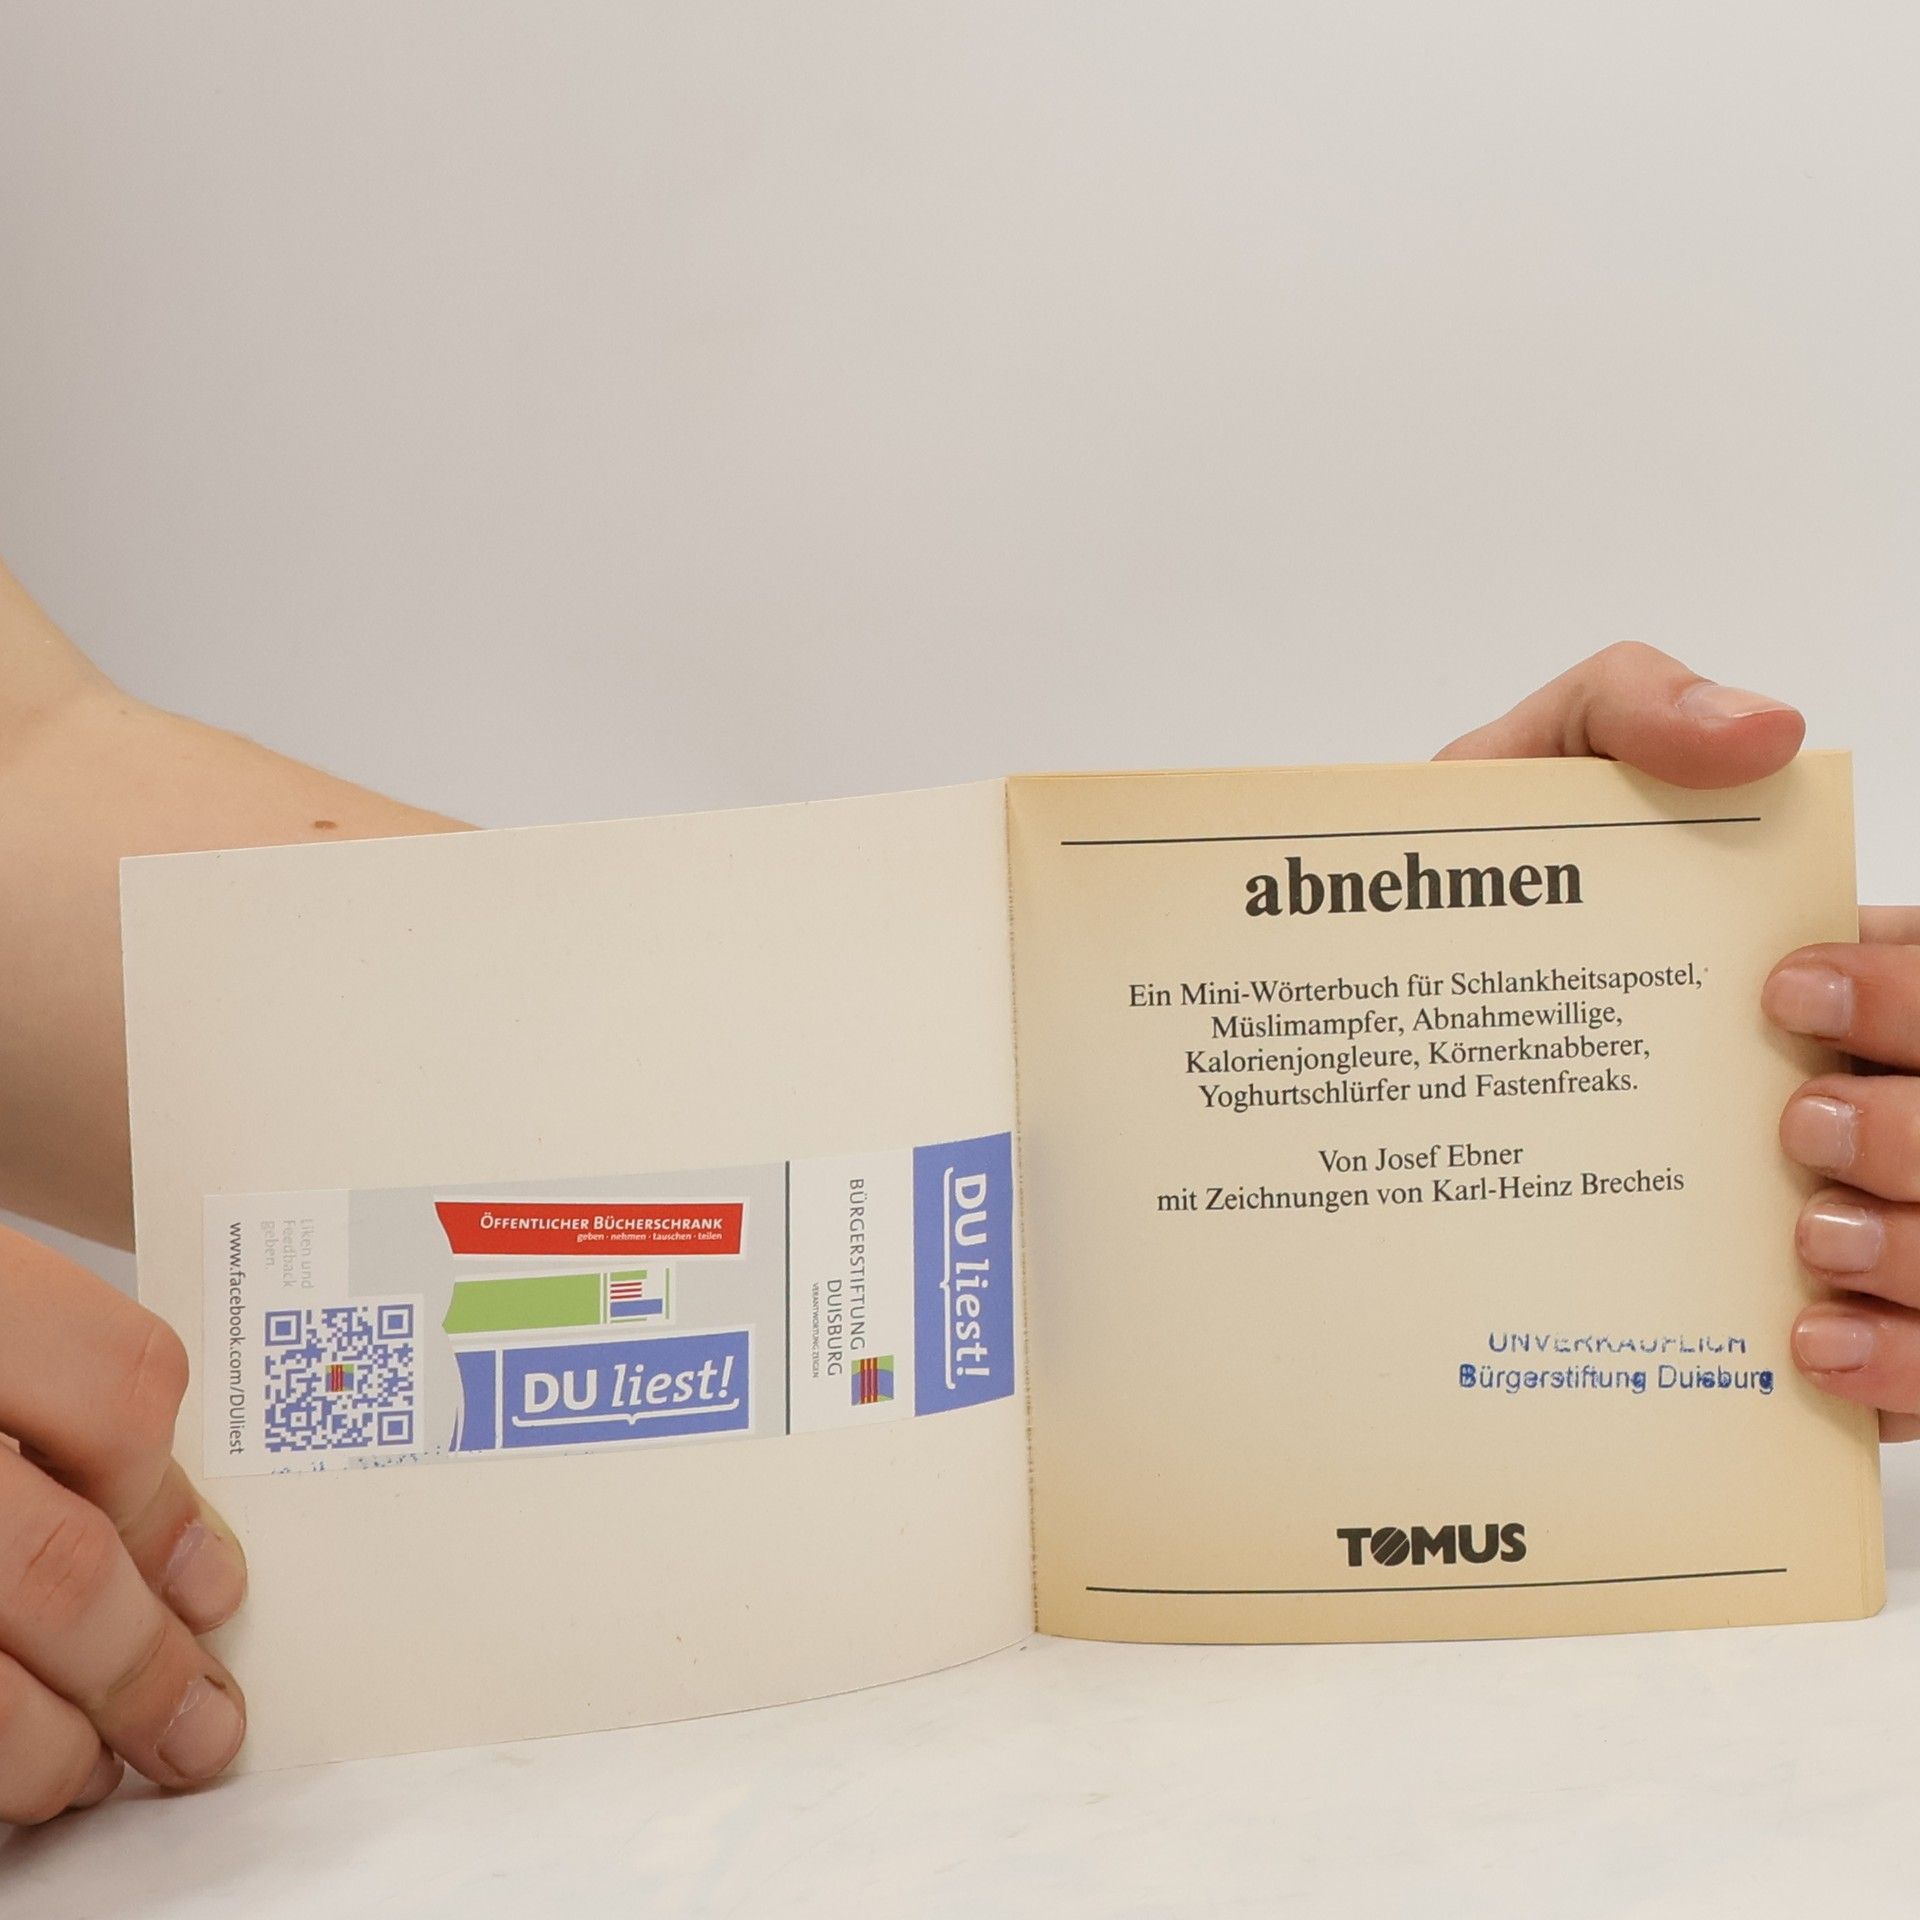 ÖFFENTLICHER BÜCHERSCHRANK
geben · nehmen · tauschen · teilen
DU liest!
Liken und
Feedback
geben.
www.facebook.com/DUliest
BÜRGERSTIFTUNG
DUISBURG
VERANTWORTUNG ZEIGEN
DU liest!
abnehmen
Ein Mini-Wörterbuch für Schlankheitsapostel,
Müslimampfer, Abnahmewillige,
Kalorienjongleure, Körnerknabberer,
Yoghurtschlürfer und Fastenfreaks.
Von Josef Ebner
mit Zeichnungen von Karl-Heinz Brecheis
UNVERKÄUFLICH
Bürgerstiftung Duisburg
TOMUS